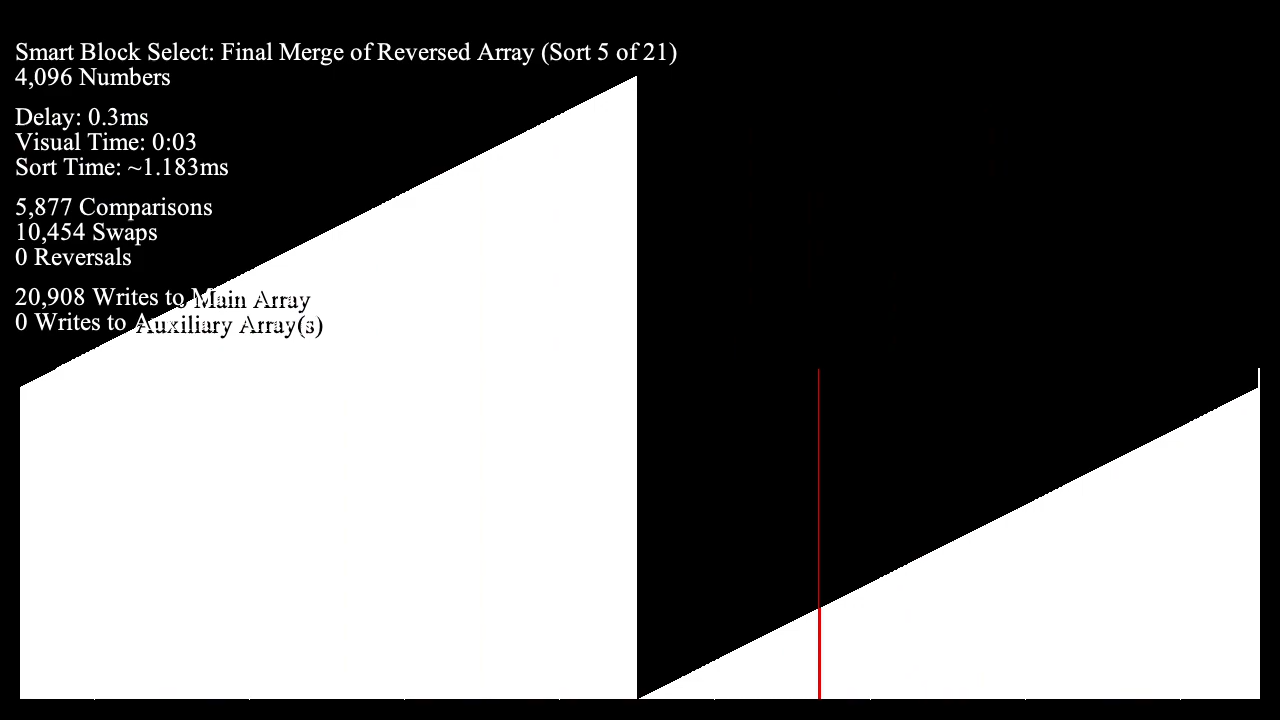 Smart Block Select: Final Merge of Reversed Array (Sort 5 of 21)
4,096 Numbers
Delay: 0.3ms
Visual Time: 0:03
Sort Time: ~1.183ms
5,877 Comparisons
10,454 Swaps
0 Reversals
20,908 Writes to Main Array
0 Writes to Auxiliary Array(s)